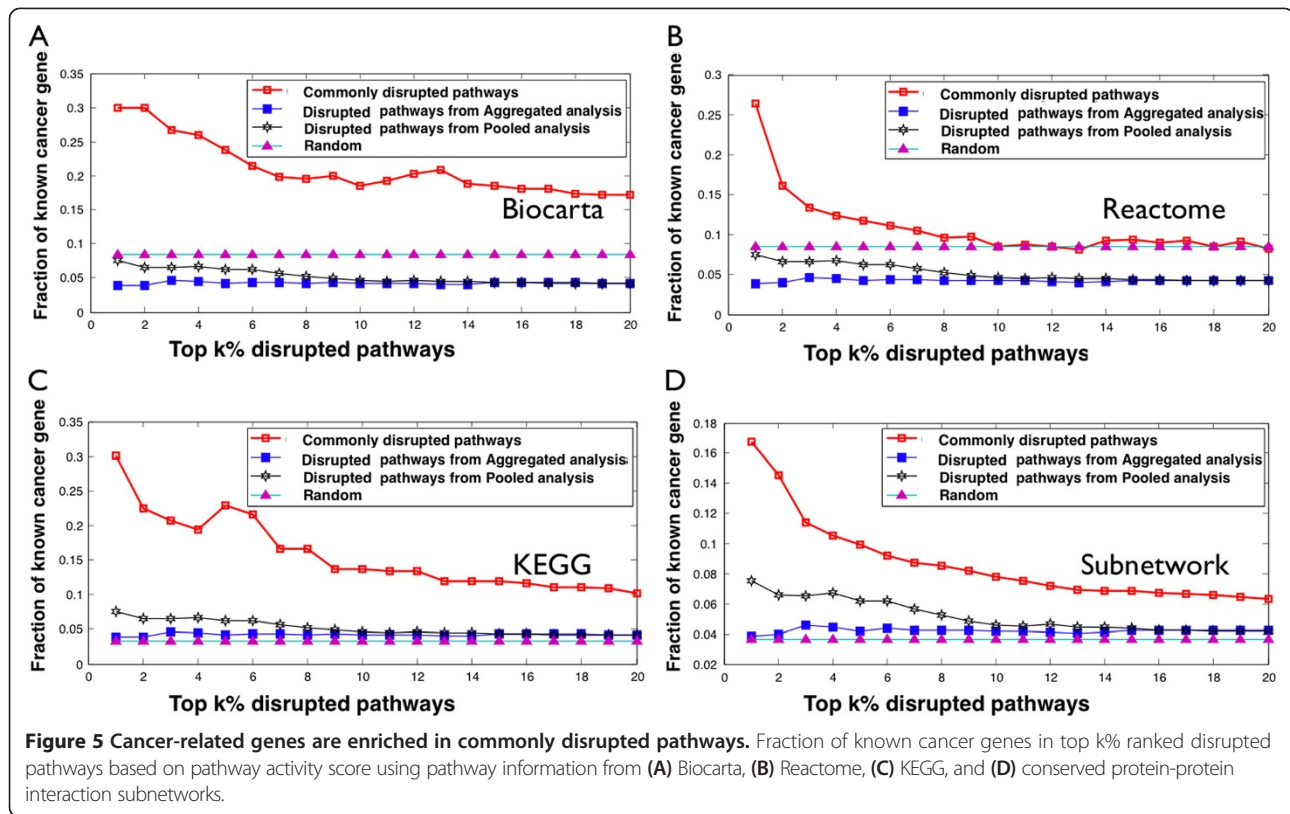 A
Fraction of known cancer gene
0.35
0.3
0.25
0.2
0.15
0.1
0.05
0
Commonly disrupted pathways
Disrupted pathways from Aggregated analysis
Disrupted pathways from Pooled analysis
Random
Biocarta
0 2 4 6 8 10 12 14 16 18 20
Top k% disrupted pathways
B
Fraction of known cancer gene
0.3
0.25
0.2
0.15
0.1
0.05
0
Commonly disrupted pathways
Disrupted pathways from Aggregated analysis
Disrupted pathways from Pooled analysis
Random
Reactome
0 2 4 6 8 10 12 14 16 18 20
Top k% disrupted pathways
C
Fraction of known cancer gene
0.35
0.3
0.25
0.2
0.15
0.1
0.05
0
Commonly disrupted pathways
Disrupted pathways from Aggregated analysis
Disrupted pathways from Pooled analysis
Random
KEGG
0 2 4 6 8 10 12 14 16 18 20
Top k% disrupted pathways
D
Fraction of known cancer gene
0.18
0.16
0.14
0.12
0.1
0.08
0.06
0.04
0.02
Commonly disrupted pathways
Disrupted pathways from Aggregated analysis
Disrupted pathways from Pooled analysis
Random
Subnetwork
0 2 4 6 8 10 12 14 16 18 20
Top k% disrupted pathways
Figure 5 Cancer-related genes are enriched in commonly disrupted pathways. Fraction of known cancer genes in top k% ranked disrupted
pathways based on pathway activity score using pathway information from (A) Biocarta, (B) Reactome, (C) KEGG, and (D) conserved protein-protein
interaction subnetworks.